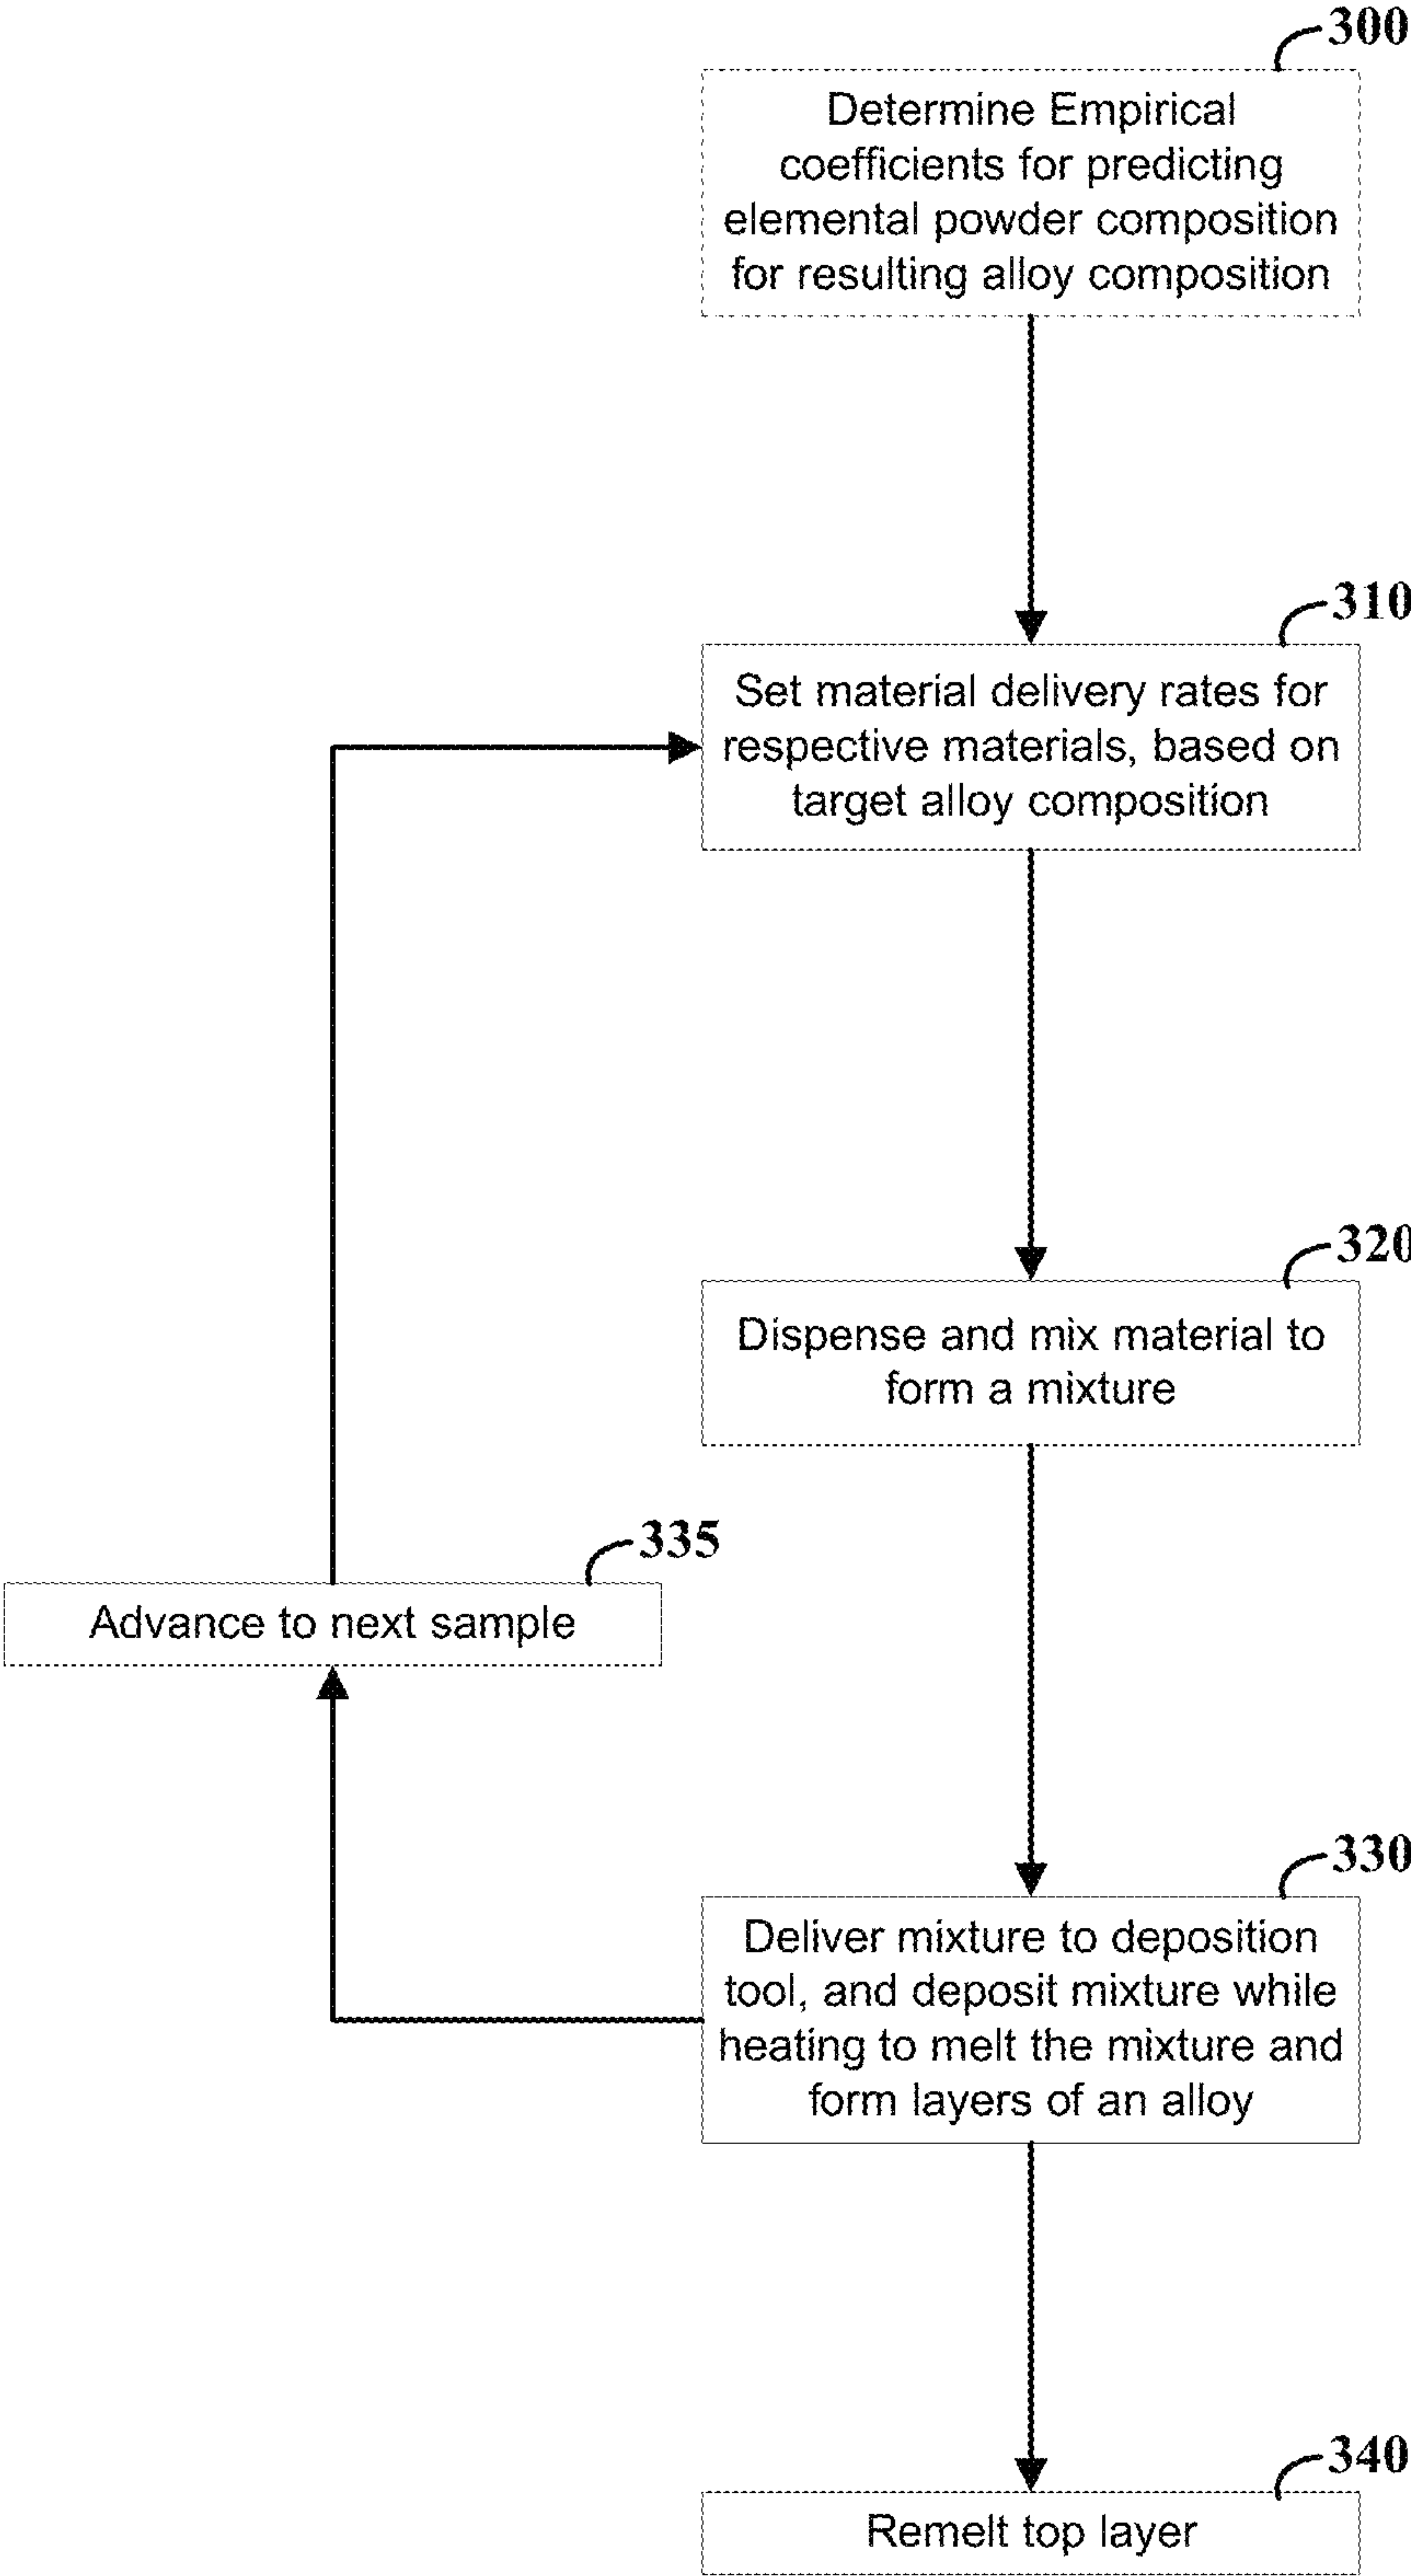 300
Determine Empirical
coefficients for predicting
elemental powder composition
for resulting alloy composition
310
Set material delivery rates for
respective materials, based on
target alloy composition
320
Dispense and mix material to
form a mixture
335
Advance to next sample
330
Deliver mixture to deposition
tool, and deposit mixture while
heating to melt the mixture and
form layers of an alloy
340
Remelt top layer